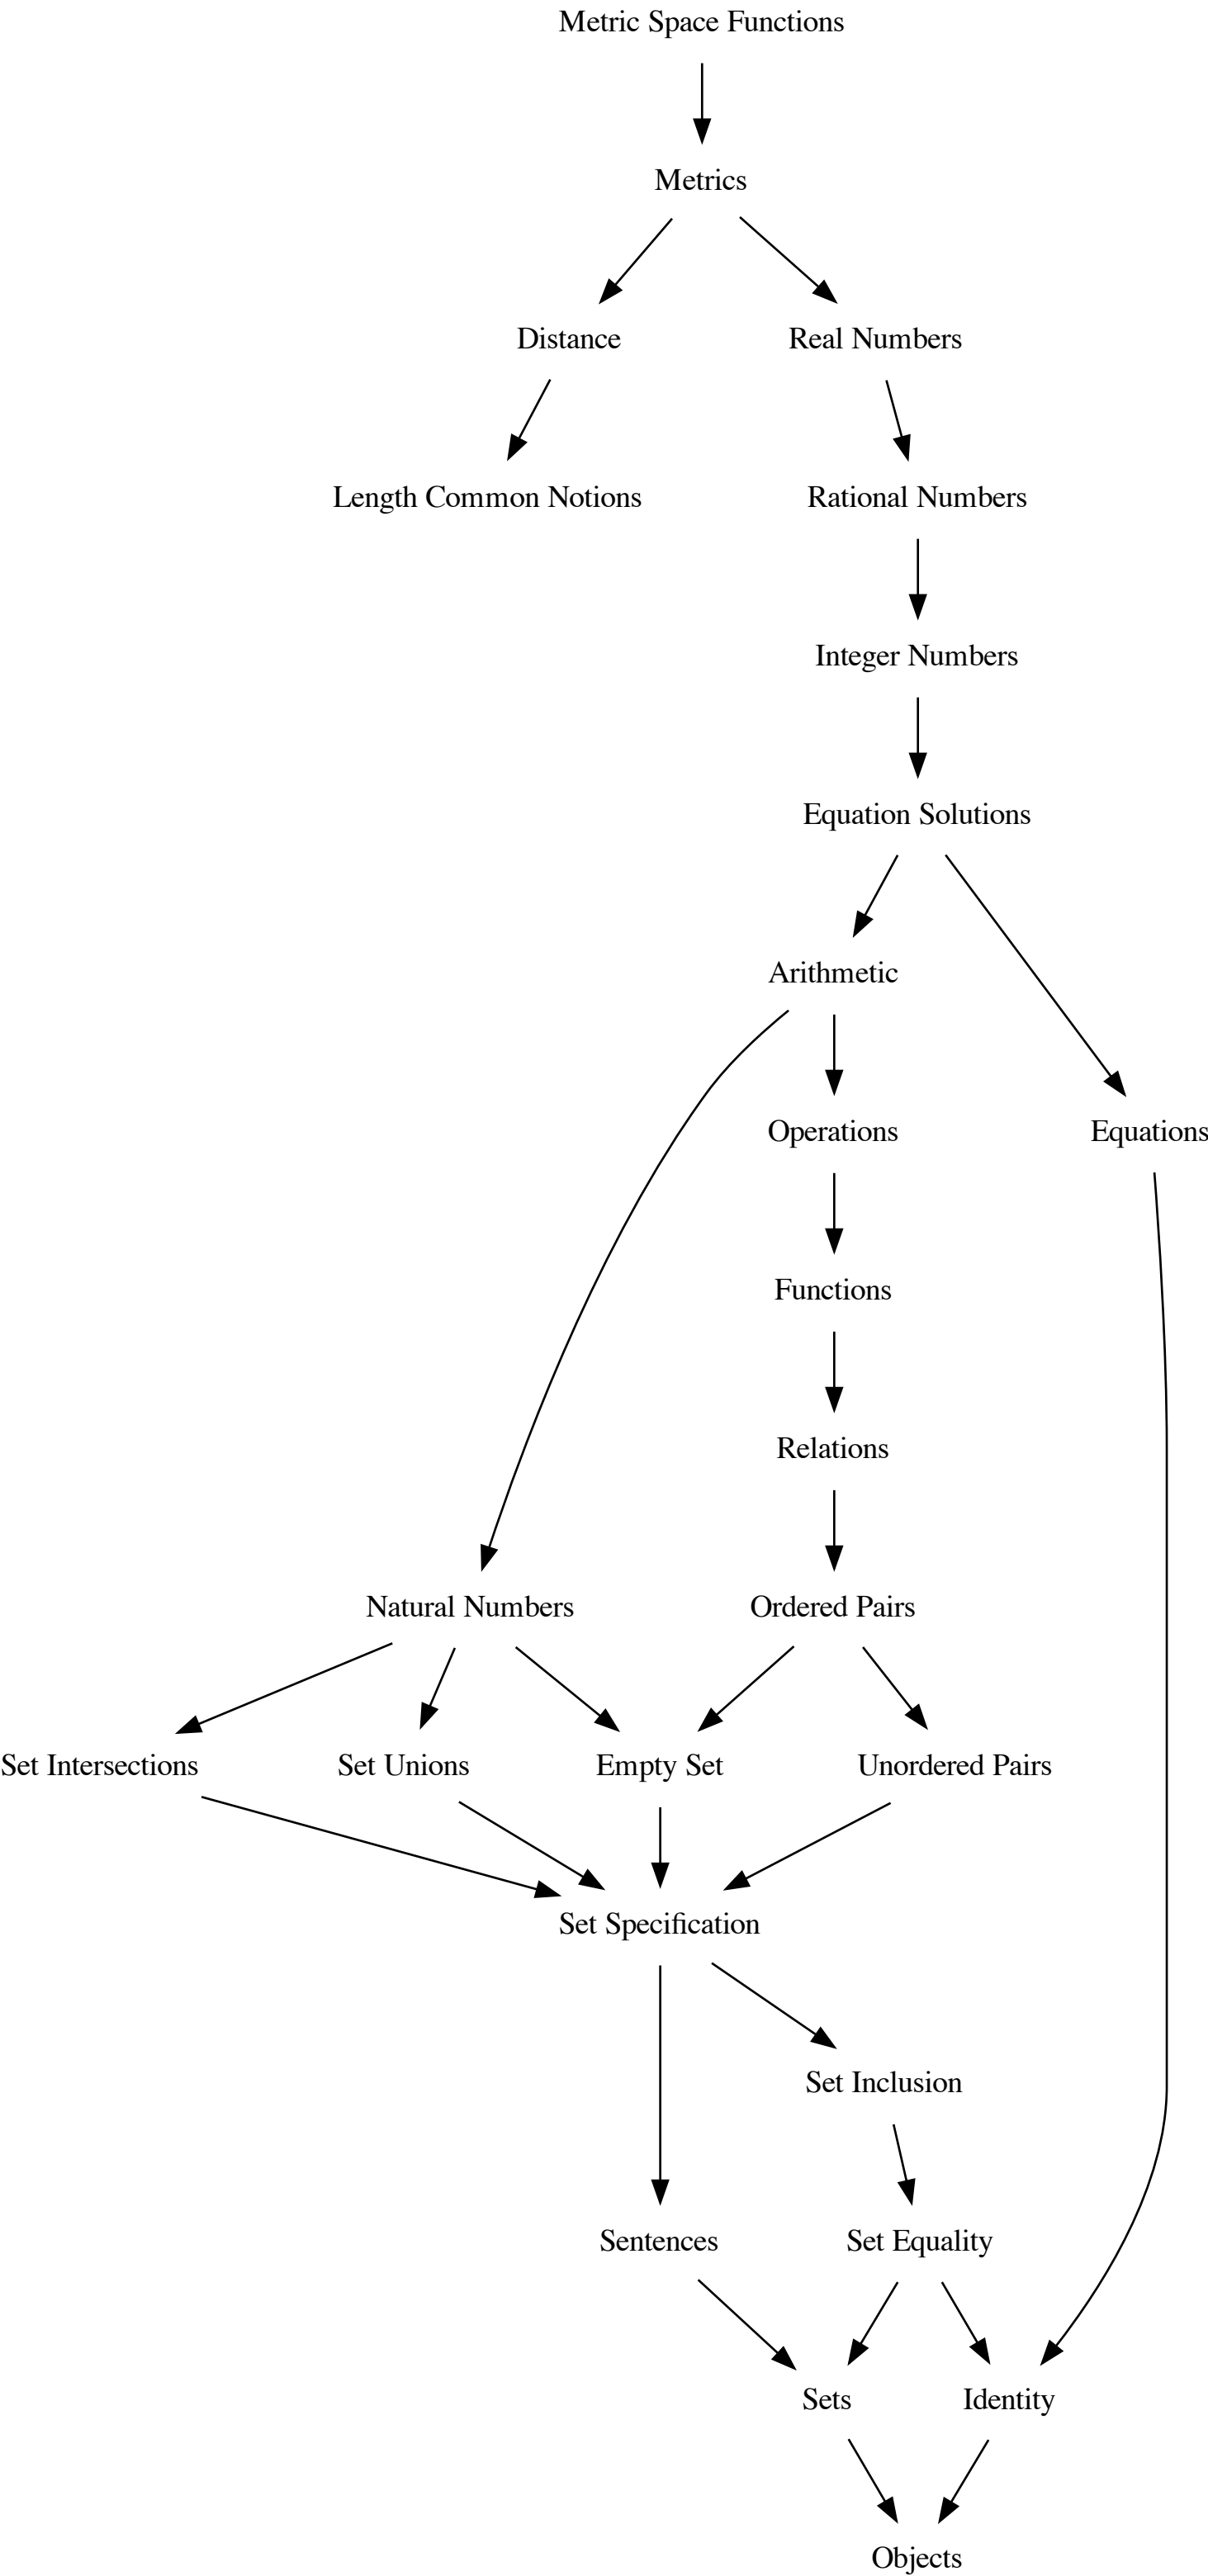 Metric Space Functions
Metrics
Distance
Real Numbers
Length Common Notions
Rational Numbers
Integer Numbers
Equation Solutions
Arithmetic
Operations
Equations
Functions
Relations
Natural Numbers
Ordered Pairs
Set Intersections
Set Unions
Empty Set
Unordered Pairs
Set Specification
Set Inclusion
Sentences
Set Equality
Sets
Identity
Objects